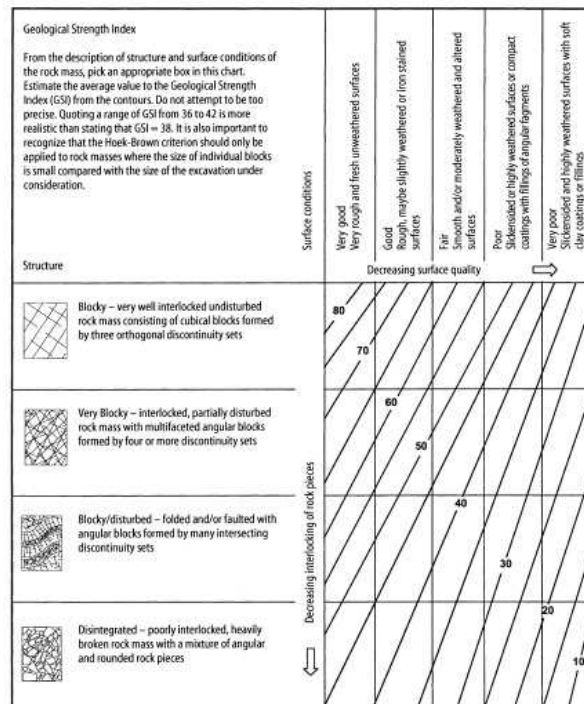 Geological Strength Index
From the description of structure and surface conditions of
the rock mass, pick an appropriate box in this chart.
Estimate the average value to the Geological Strength
Index (GSI) from the contours. Do not attempt to be too
precise. Quoting a range of GSI from 36 to 42 is more
realistic than stating that GSI = 38. It is also important to
recognize that the Hoek-Brown criterion should only be
applied to rock masses where the size of individual blocks
is small compared with the size of the excavation under
consideration.
Structure
Surface conditions
Very good
Very rough and fresh unweathered surfaces
Good
Rough, maybe slightly weathered or iron stained
surfaces
Fair
Smooth and/or moderately weathered and altered
surfaces
Poor
Slickensided or highly weathered surfaces or compact
coatings with fillings of angular fagments
Very poor
Slickensided and highly weathered surfaces with soft
clay coatings or fillings
Decreasing surface quality
Blocky – very well interlocked undisturbed
rock mass consisting of cubical blocks formed
by three orthogonal discontinuity sets
Very Blocky – interlocked, partially disturbed
rock mass with multifaceted angular blocks
formed by four or more discontinuity sets
Blocky/disturbed – folded and/or faulted with
angular blocks formed by many intersecting
discontinuity sets
Disintegrated – poorly interlocked, heavily
broken rock mass with a mixture of angular
and rounded rock pieces
Decreasing interlocking of rock pieces
80
70
60
50
40
30
20
10